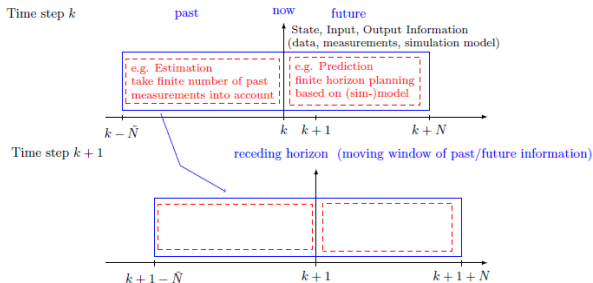 Time step k
past
now
future
State, Input, Output Information
(data, measurements, simulation model)
e.g. Estimation
take finite number of past
measurements into account
e.g. Prediction
finite horizon planning
based on (sim-)model
k − N̄
k
k + 1
k + N
Time step k + 1
receding horizon (moving window of past/future information)
k + 1 − N̄
k + 1
k + 1 + N